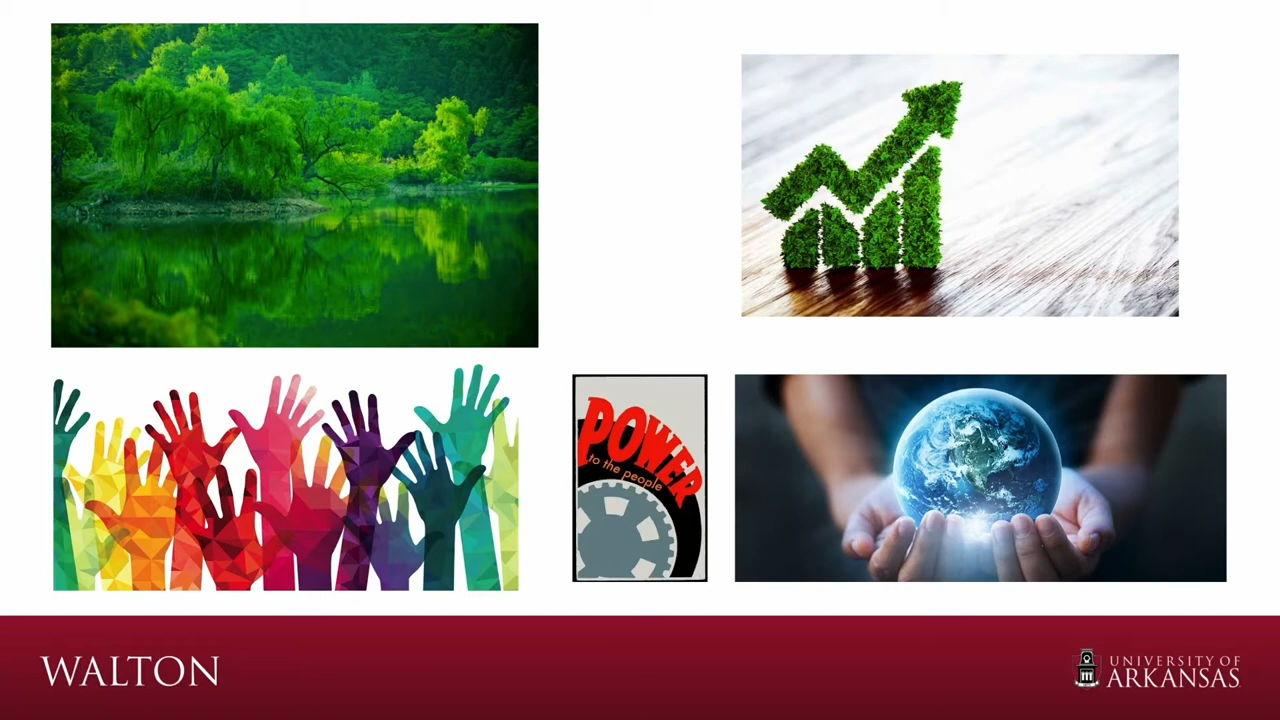 POWER
to the people
WALTON
UNIVERSITY OF
ARKANSAS